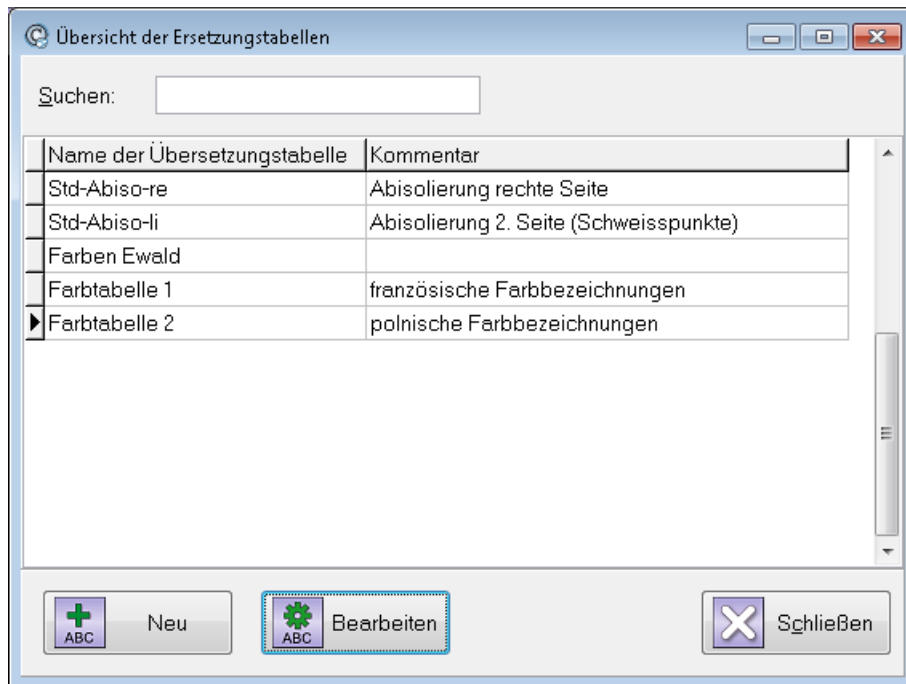 Übersicht der Ersetzungstabellen
Suchen:
Name der Übersetzungstabelle Kommentar
Std-Abiso-re Abisolierung rechte Seite
Std-Abiso-li Abisolierung 2. Seite (Schweisspunkte)
Farben Ewald
Farbtabelle 1 französische Farbbezeichnungen
Farbtabelle 2 polnische Farbbezeichnungen
ABC Neu ABC Bearbeiten Schließen